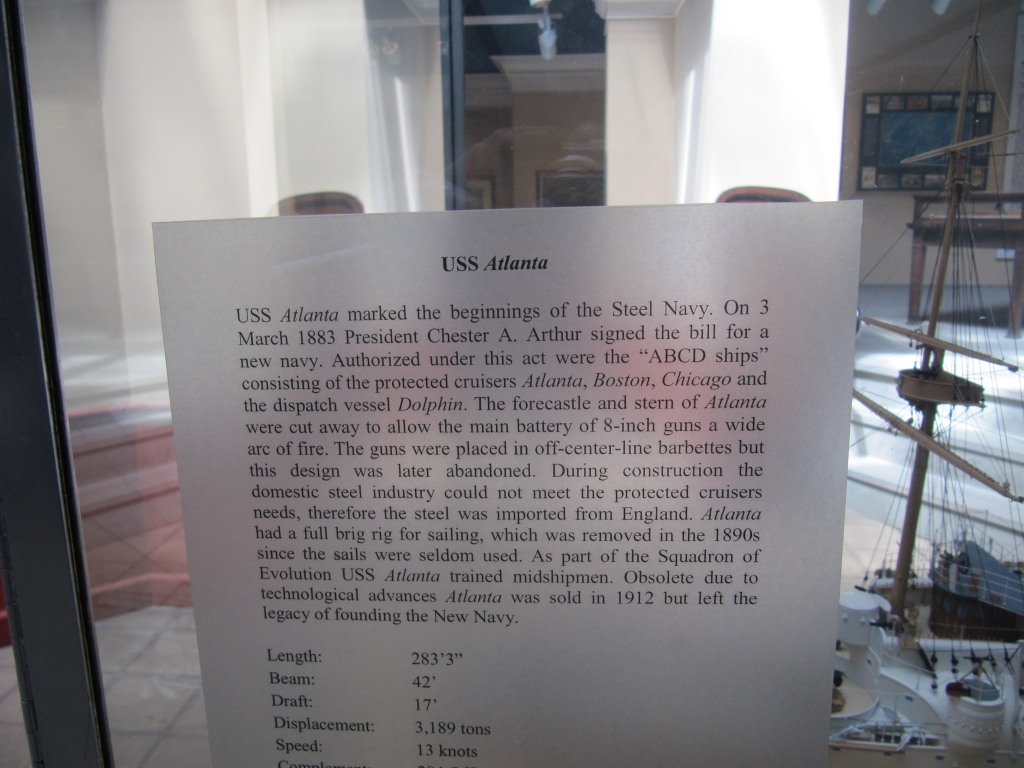 USS Atlanta
USS Atlanta marked the beginnings of the Steel Navy. On 3
March 1883 President Chester A. Arthur signed the bill for a
new navy. Authorized under this act were the “ABCD ships”
consisting of the protected cruisers Atlanta, Boston, Chicago and
the dispatch vessel Dolphin. The forecastle and stern of Atlanta
were cut away to allow the main battery of 8-inch guns a wide
arc of fire. The guns were placed in off-center-line barbettes but
this design was later abandoned. During construction the
domestic steel industry could not meet the protected cruisers
needs, therefore the steel was imported from England. Atlanta
had a full brig rig for sailing, which was removed in the 1890s
since the sails were seldom used. As part of the Squadron of
Evolution USS Atlanta trained midshipmen. Obsolete due to
technological advances Atlanta was sold in 1912 but left the
legacy of founding the New Navy.
Length: 283’3”
Beam: 42’
Draft: 17’
Displacement: 3,189 tons
Speed: 13 knots